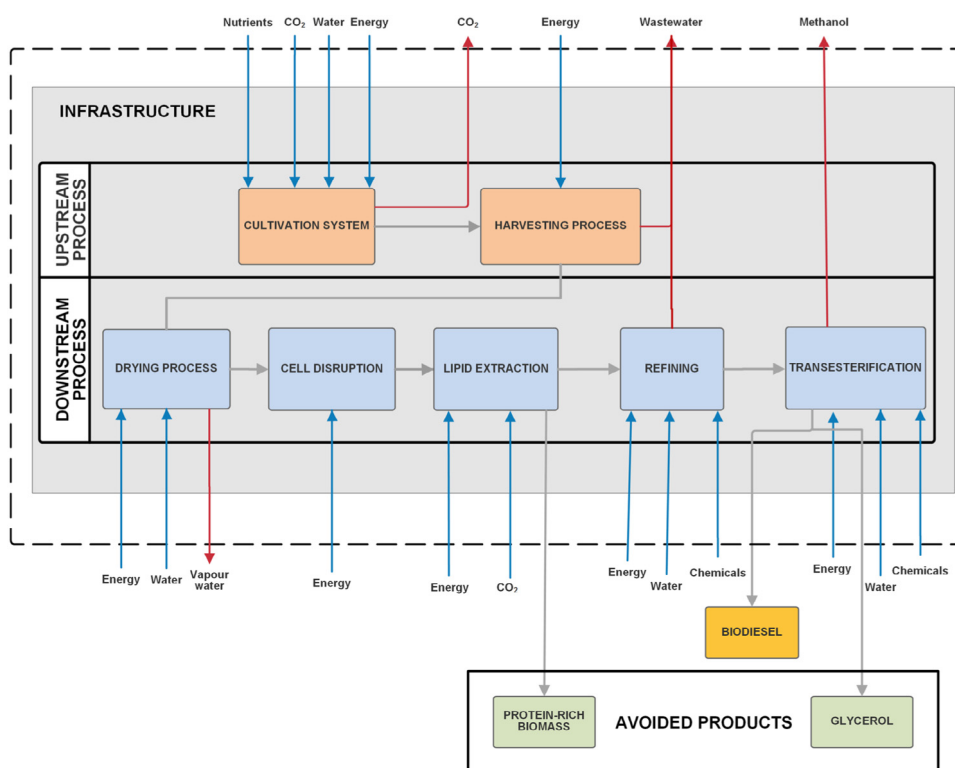 Nutrients CO₂ Water Energy CO₂ Energy Wastewater Methanol
INFRASTRUCTURE
UPSTREAM
PROCESS
CULTIVATION SYSTEM
HARVESTING PROCESS
DOWNSTREAM
PROCESS
DRYING PROCESS
CELL DISRUPTION
LIPID EXTRACTION
REFINING
TRANSESTERIFICATION
Energy
Water
Vapour
water
Energy
Energy
CO₂
Energy
Water
Chemicals
Energy
Water
Chemicals
BIODIESEL
PROTEIN-RICH
BIOMASS
AVOIDED PRODUCTS
GLYCEROL